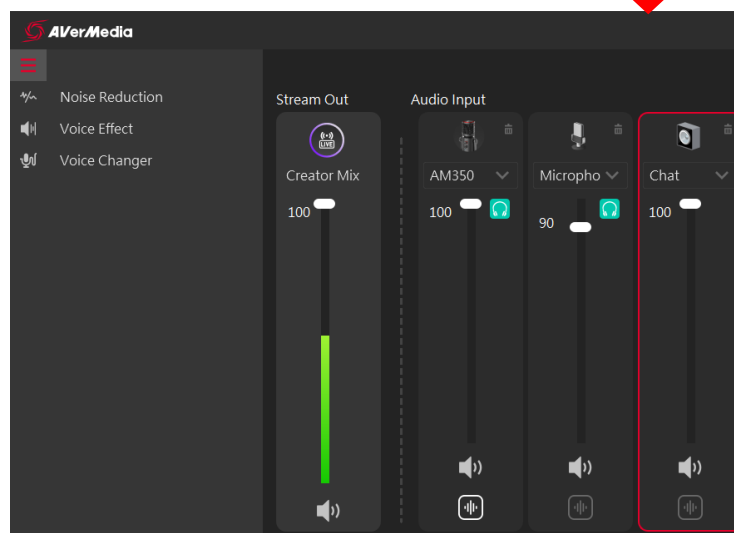 AVerMedia
Noise Reduction
Voice Effect
Voice Changer
Stream Out
Audio Input
LIVE
Creator Mix
AM350
Micropho
Chat
100
100
90
100